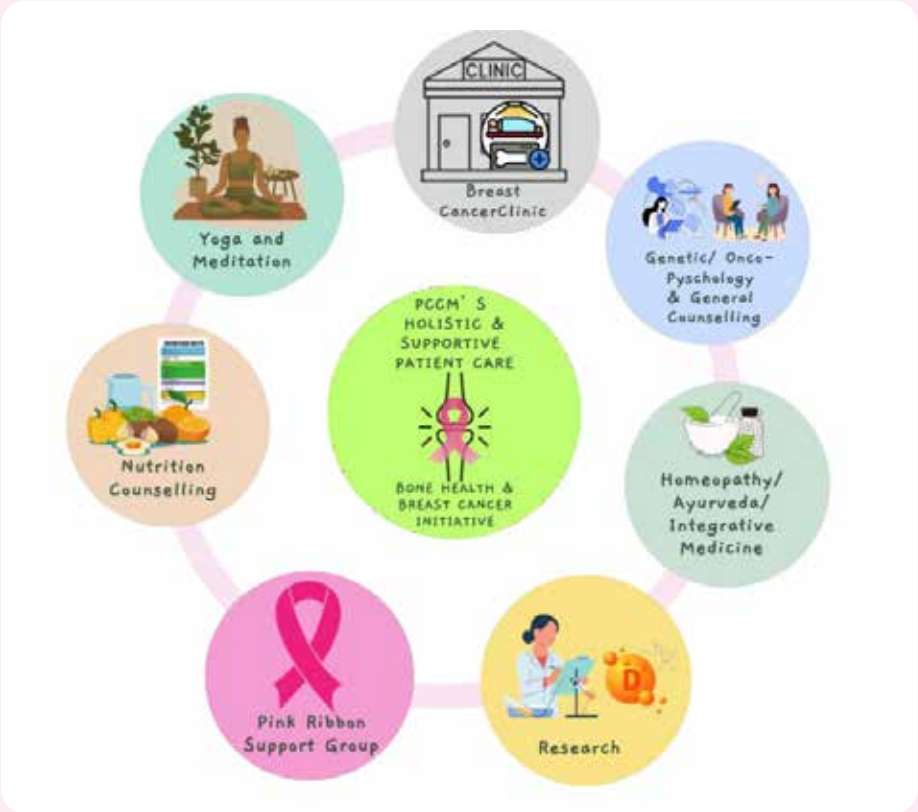 CLINIC
Breast
CancerClinic
Genetic/ Onco-
Pyschology
& General
Counselling
Homeopathy/
Ayurveda/
Integrative
Medicine
D
Research
Pink Ribbon
Support Group
Nutrition
Counselling
Yoga and
Meditation
PCCM' S
HOLISTIC &
SUPPORTIVE
PATIENT CARE
BONE HEALTH &
BREAST CANCER
INITIATIVE